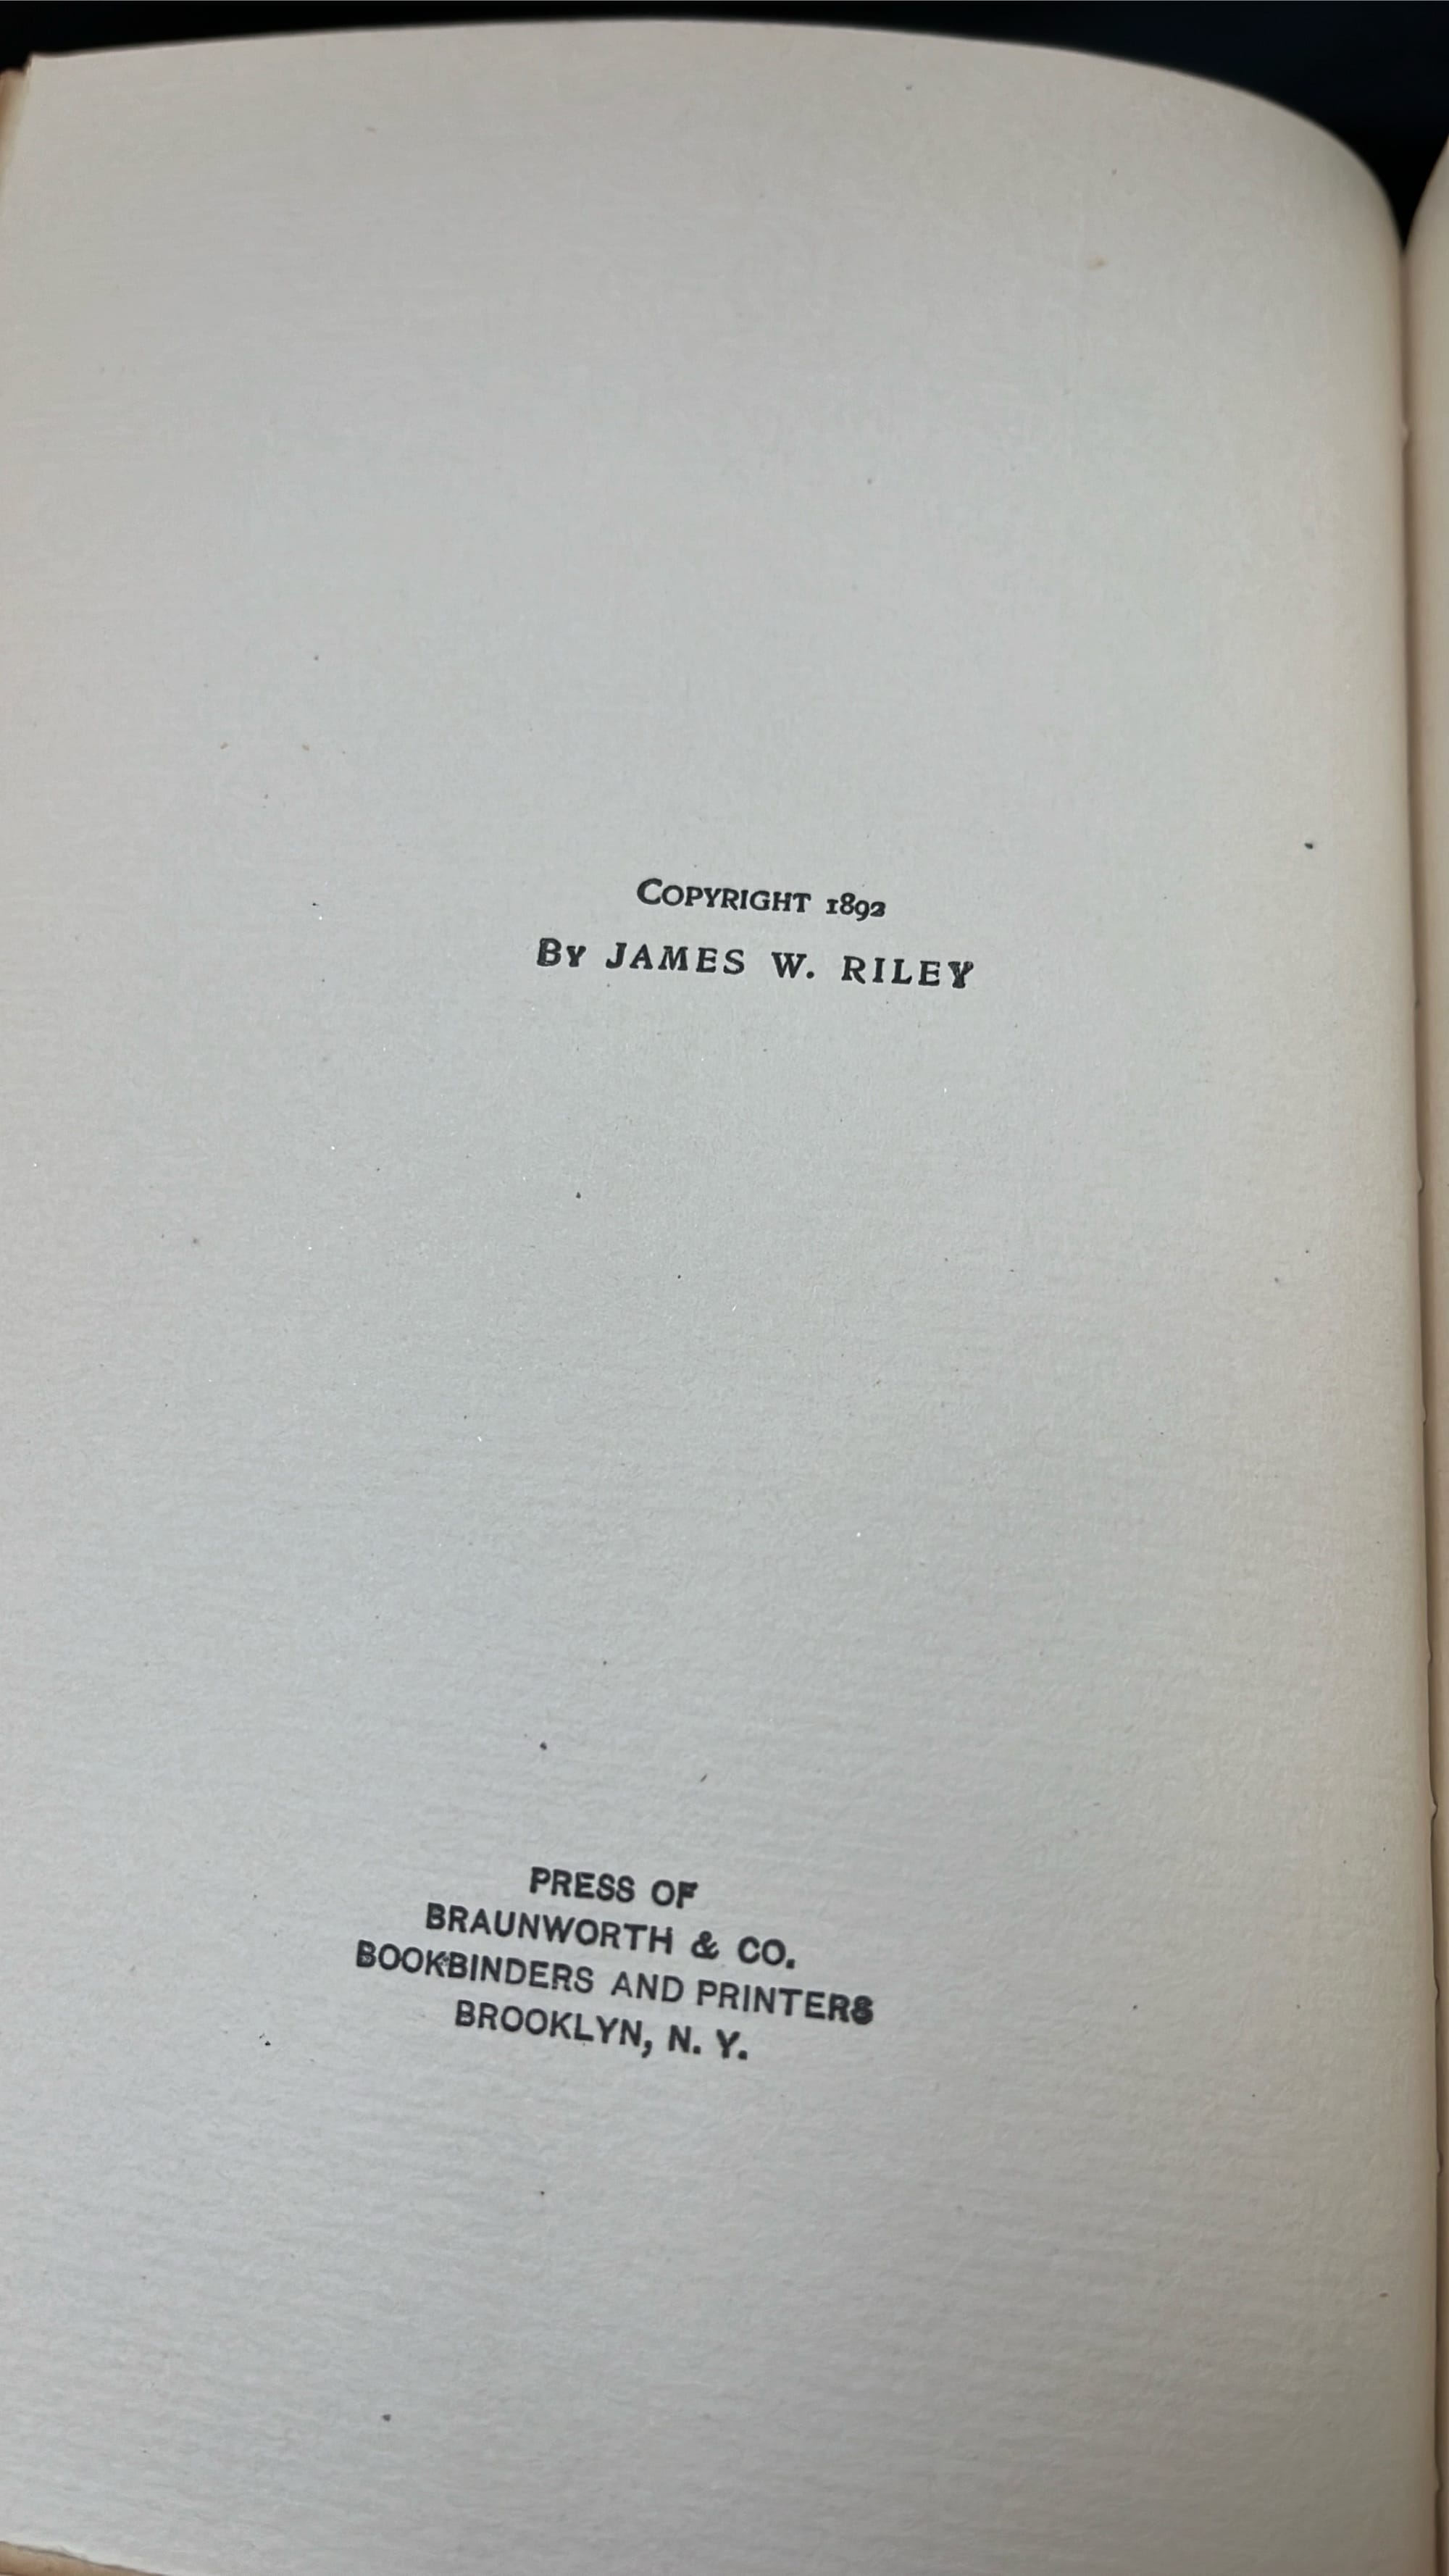 COPYRIGHT 1892
BY JAMES W. RILEY
PRESS OF
BRAUNWORTH & CO.
BOOKBINDERS AND PRINTERS
BROOKLYN, N. Y.